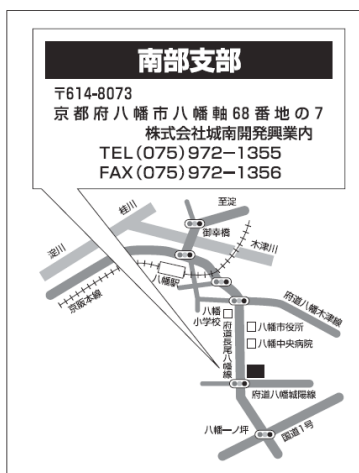 南部支部
〒614-8073
京都府八幡市八幡軸68番地の7
株式会社城南開発興業内
TEL(075)972−1355
FAX(075)972−1356
至淀
桂川
御幸橋
木津川
淀川
八幡駅
京阪本線
八幡
小学校
府道八幡木津線
府道長尾八幡線
八幡市役所
八幡中央病院
府道八幡城陽線
八幡一ノ坪
国道1号